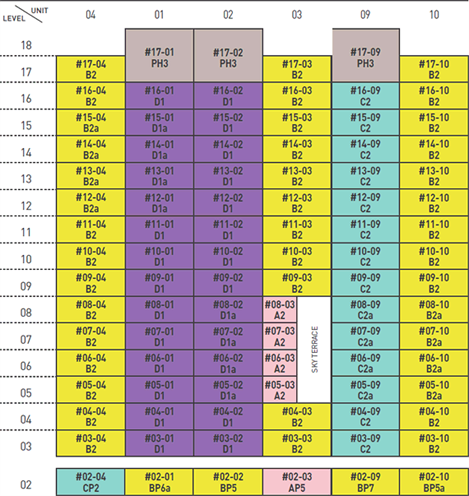 UNIT
LEVEL
04 01 02 03 09 10
18
#17-01 #17-02 #17-09
PH3 PH3 PH3
17
#17-04 #17-03 #17-10
B2 B2 B2
16
#16-04 #16-01 #16-02 #16-03 #16-09 #16-10
B2 D1 D1 B2 C2 B2
15
#15-04 #15-01 #15-02 #15-03 #15-09 #15-10
B2a D1a D1 B2 C2 B2
14
#14-04 #14-01 #14-02 #14-03 #14-09 #14-10
B2a D1a D1 B2 C2 B2
13
#13-04 #13-01 #13-02 #13-03 #13-09 #13-10
B2a D1a D1 B2 C2 B2
12
#12-04 #12-01 #12-02 #12-03 #12-09 #12-10
B2a D1a D1 B2 C2 B2
11
#11-04 #11-01 #11-02 #11-03 #11-09 #11-10
B2 D1 D1 B2 C2 B2
10
#10-04 #10-01 #10-02 #10-03 #10-09 #10-10
B2 D1 D1 B2 C2 B2
09
#09-04 #09-01 #09-02 #09-03 #09-09 #09-10
B2 D1 D1 B2 C2 B2
08
#08-04 #08-01 #08-02 #08-03 #08-09 #08-10
B2 D1 D1a A2 C2a B2a
07
#07-04 #07-01 #07-02 #07-03 #07-09 #07-10
B2 D1 D1a A2 C2a B2a
SKY TERRACE
06
#06-04 #06-01 #06-02 #06-03 #06-09 #06-10
B2 D1 D1a A2 C2a B2a
05
#05-04 #05-01 #05-02 #05-03 #05-09 #05-10
B2 D1 D1a A2 C2a B2a
04
#04-04 #04-01 #04-02 #04-03 #04-09 #04-10
B2 D1 D1 B2 C2 B2
03
#03-04 #03-01 #03-02 #03-03 #03-09 #03-10
B2 D1 D1 B2 C2 B2
02
#02-04 #02-01 #02-02 #02-03 #02-09 #02-10
CP2 BP6a BP5 AP5 BP7 BP5a